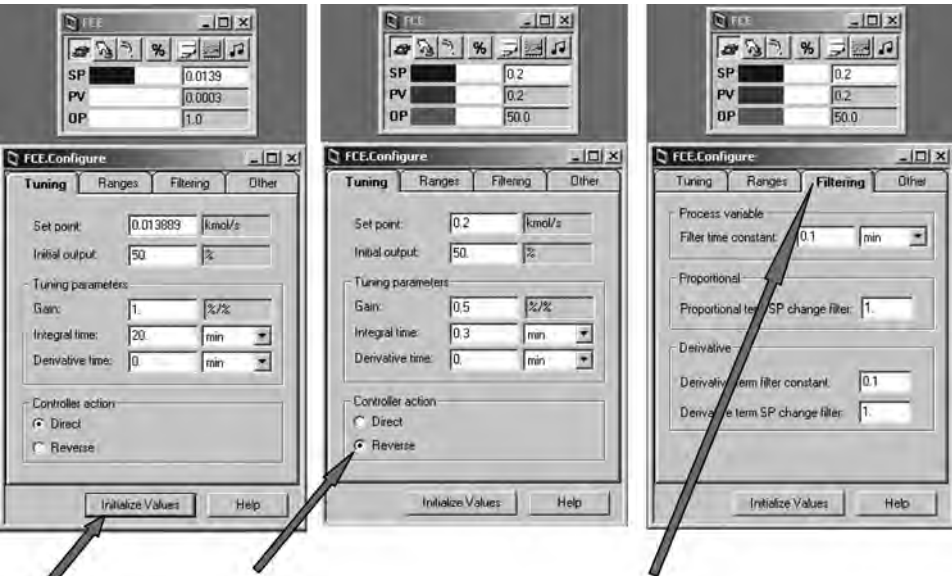 FCE
%
SP 0.0139
PV 0.0003
OP 1.0
FCE.Configure
Tuning Ranges Filtering Other
Set point: 0.013889 kmol/s
Initial output: 50. %
Tuning parameters
Gain: 1. %/%
Integral time: 20. min
Derivative time: 0. min
Controller action
Direct
Reverse
Initialize Values Help
FCE
%
SP 0.2
PV 0.2
OP 50.0
FCE.Configure
Tuning Ranges Filtering Other
Set point: 0.2 kmol/s
Initial output: 50. %
Tuning parameters
Gain: 0.5 %/%
Integral time: 0.3 min
Derivative time: 0. min
Controller action
Direct
Reverse
Initialize Values Help
FCE
%
SP 0.2
PV 0.2
OP 50.0
FCE.Configure
Tuning Ranges Filtering Other
Process variable
Filter time constant: 0.1 min
Proportional
Proportional term SP change filter: 1.
Derivative
Derivative term filter constant: 0.1
Derivative term SP change filter: 1.
Initialize Values Help